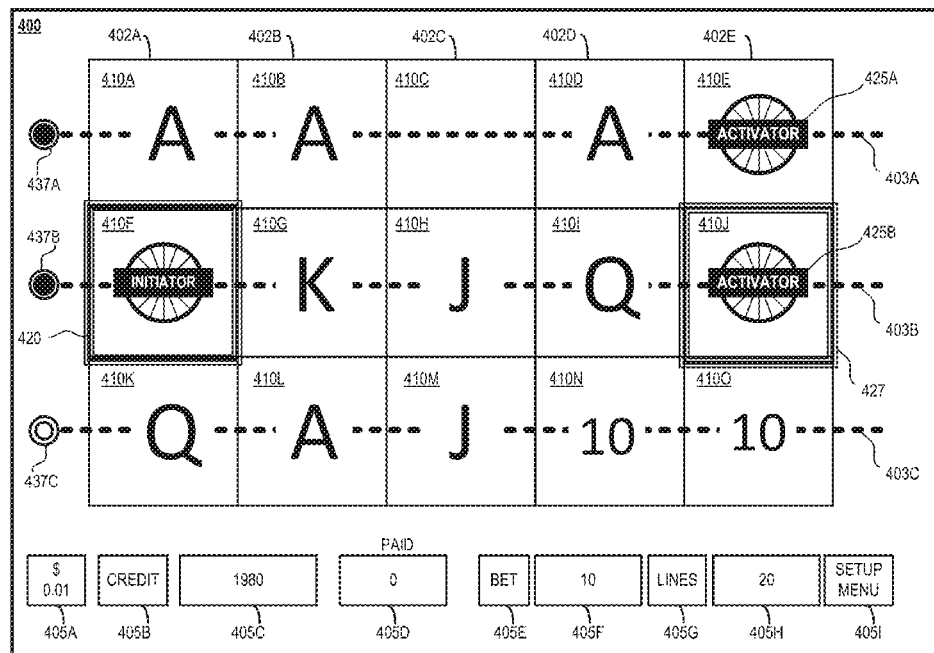 400
402A 402B 402C 402D 402E
410A 410B 410C 410D 410E
425A
A A A ACTIVATOR
437A
403A
437B
410F 410G 410H 410I 410J
425B
INITIATOR K J Q ACTIVATOR
403B
420
427
410K 410L 410M 410N 410O
Q A J 10 10
437C
403C
PAID
$ 0.01 CREDIT 1980 0 BET 10 LINES 20 SETUP MENU
405A 405B 405C 405D 405E 405F 405G 405H 405I